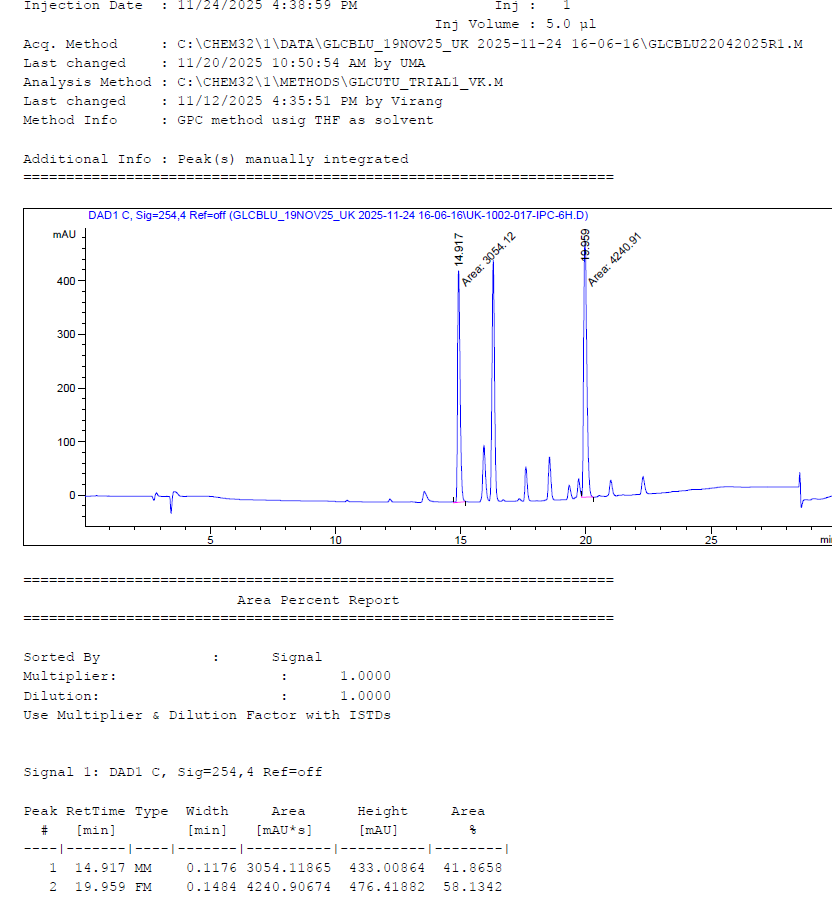 Injection Date : 11/24/2025 4:38:59 PM Inj : 1
Inj Volume : 5.0 µl
Acq. Method : C:\CHEM32\1\DATA\GLCBLU_19NOV25_UK 2025-11-24 16-06-16\GLCBLU22042025R1.M
Last changed : 11/20/2025 10:50:54 AM by UMA
Analysis Method : C:\CHEM32\1\METHODS\GLCUTU_TRIAL1_VK.M
Last changed : 11/12/2025 4:35:51 PM by Virang
Method Info : GPC method usig THF as solvent
Additional Info : Peak(s) manually integrated
=====================================================================
DAD1 C, Sig=254,4 Ref=off (GLCBLU_19NOV25_UK 2025-11-24 16-06-16\UK-1002-017-IPC-6H.D)
mAU
14.917
Area: 3054.12
19.959
Area: 4240.91
400
300
200
100
0
5 10 15 20 25 min
=====================================================================
Area Percent Report
=====================================================================
Sorted By : Signal
Multiplier: : 1.0000
Dilution: : 1.0000
Use Multiplier & Dilution Factor with ISTDs
Signal 1: DAD1 C, Sig=254,4 Ref=off
Peak RetTime Type Width Area Height Area
# [min] [min] [mAU*s] [mAU] %
----|-------|----|-------|----------|----------|--------|
1 14.917 MM 0.1176 3054.11865 433.00864 41.8658
2 19.959 FM 0.1484 4240.90674 476.41882 58.1342